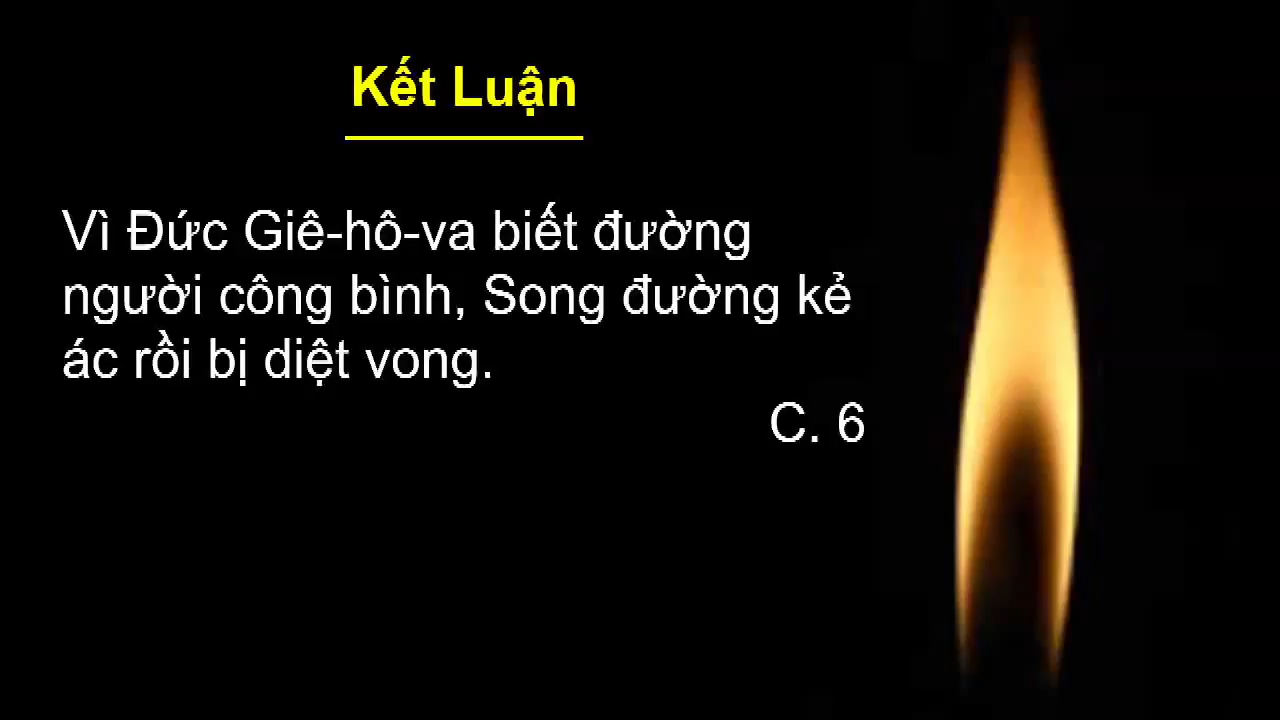 Kết Luận
Vì Đức Giê-hô-va biết đường
người công bình, Song đường kẻ
ác rồi bị diệt vong.
C. 6